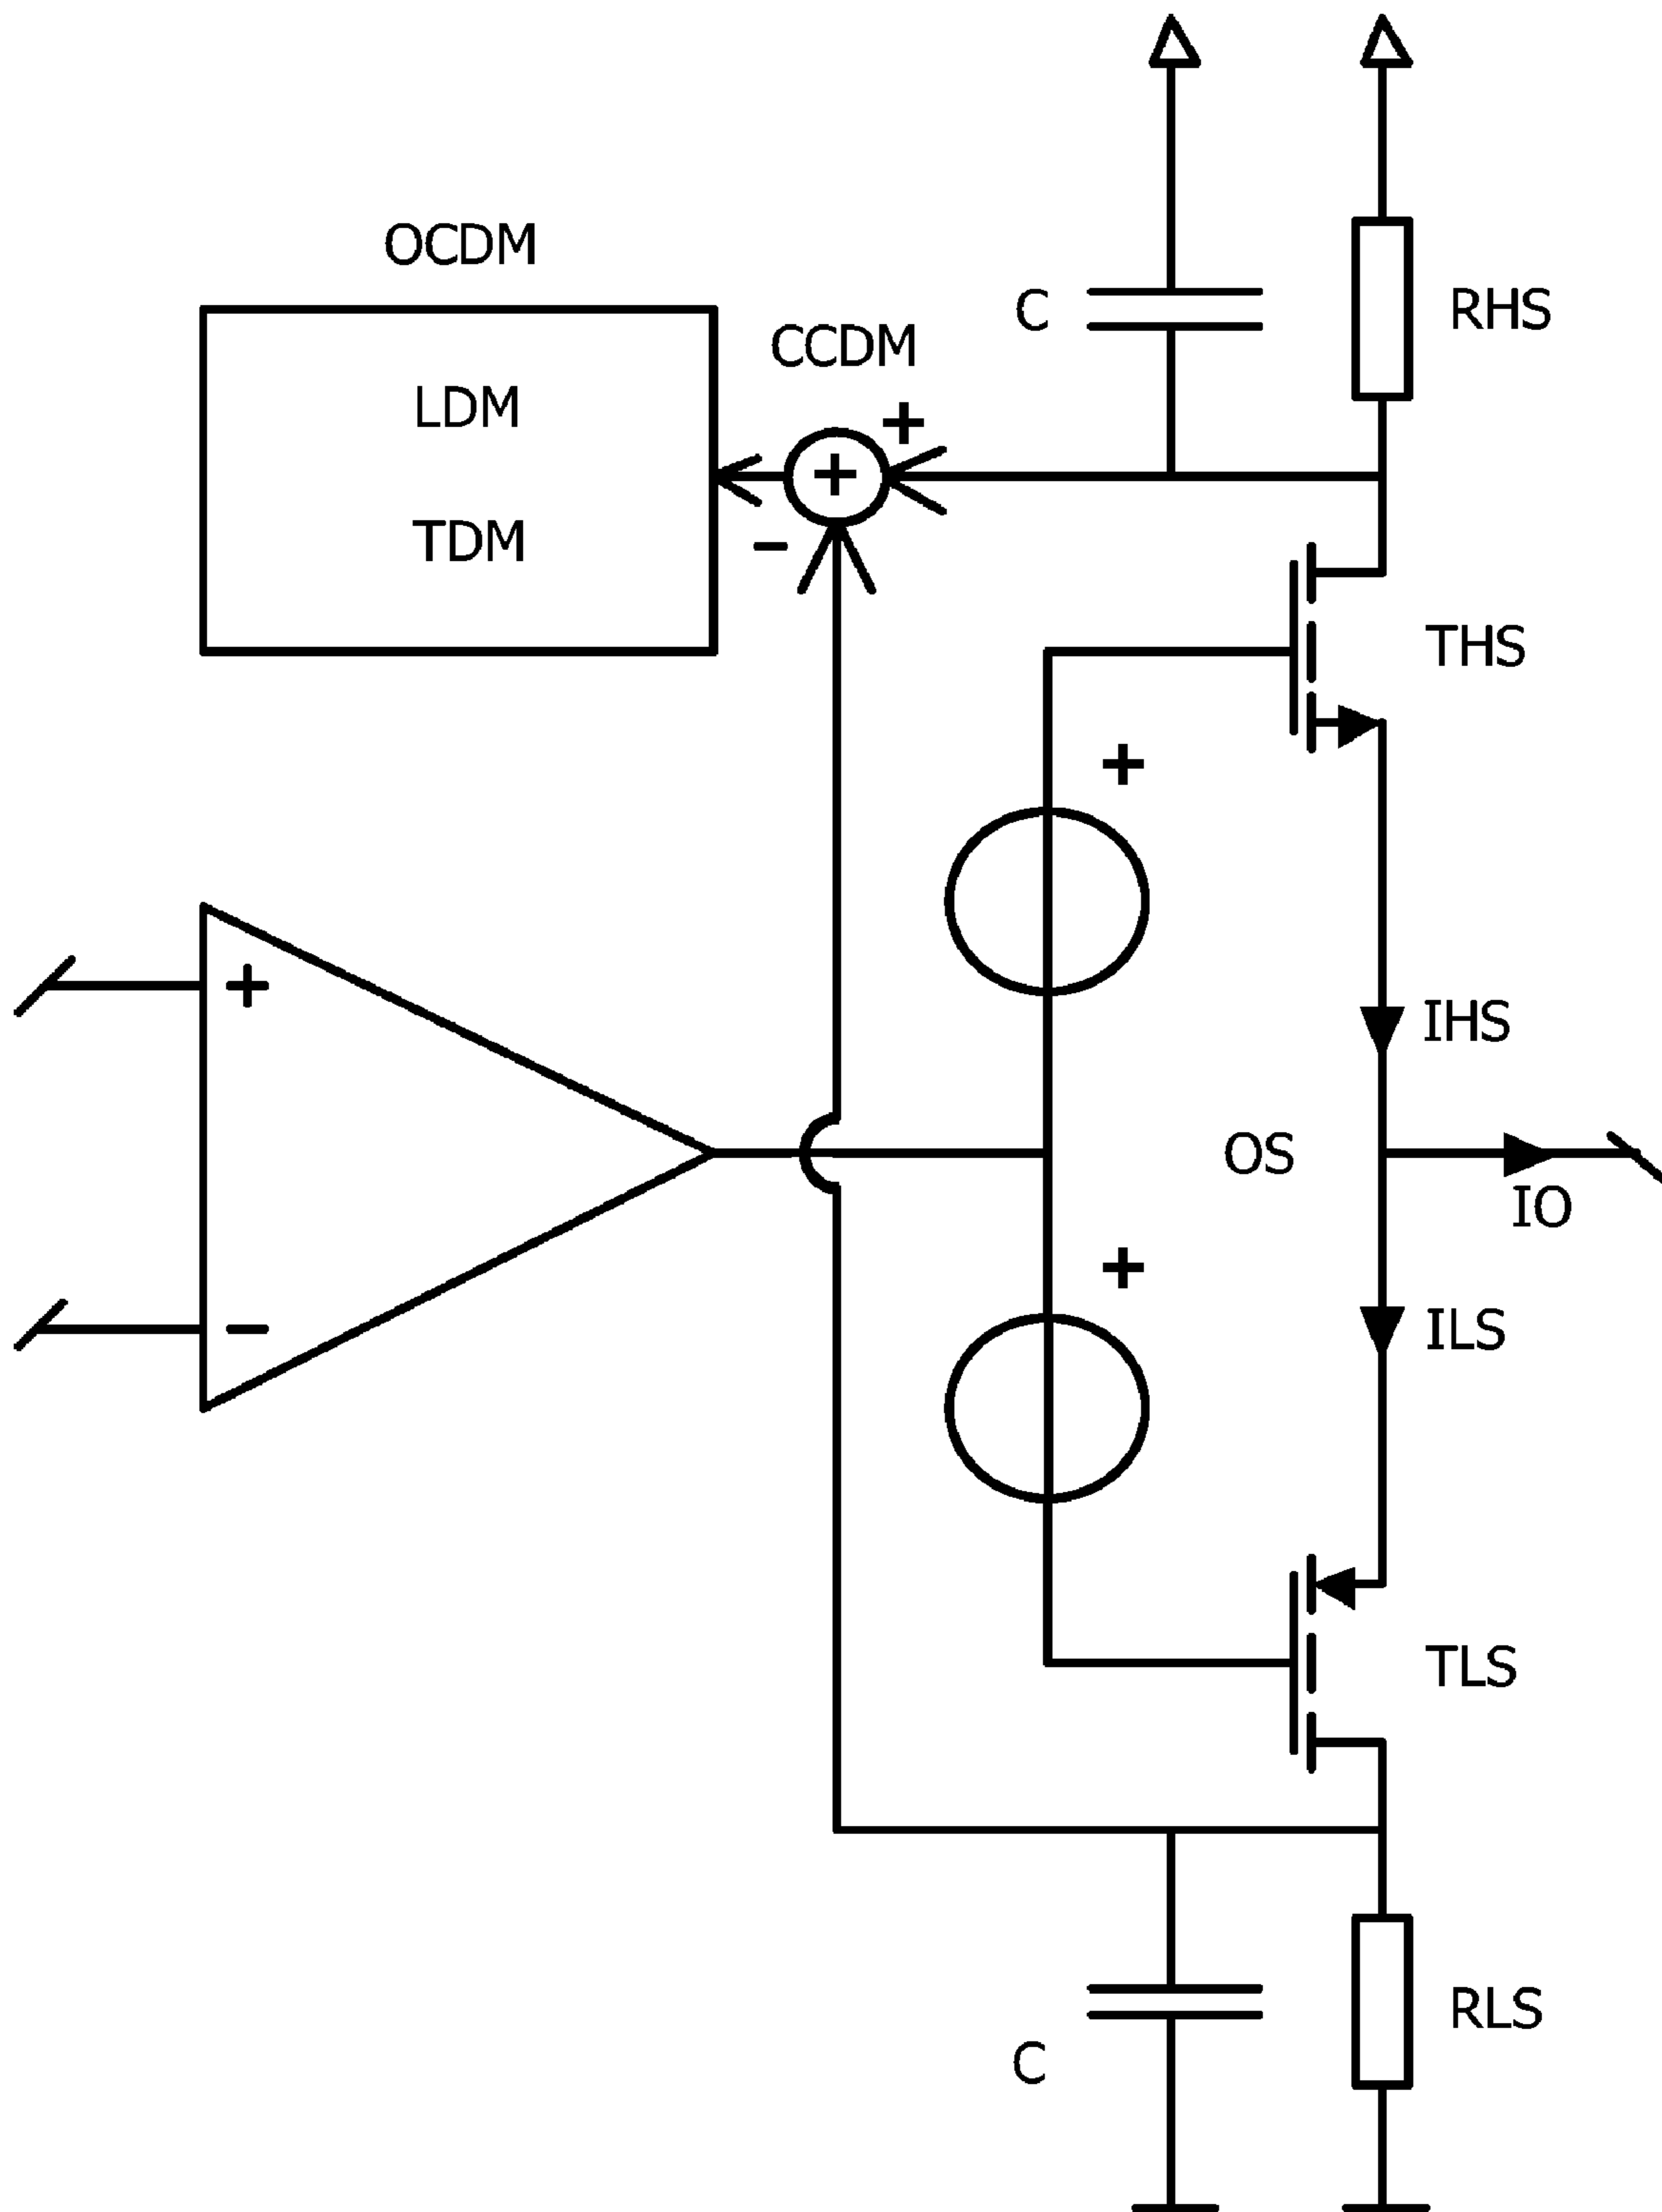 OCDM
C
RHS
CCDM
+
LDM
+
TDM
−
THS
+
+
IHS
OS
IO
+
−
ILS
TLS
RLS
C